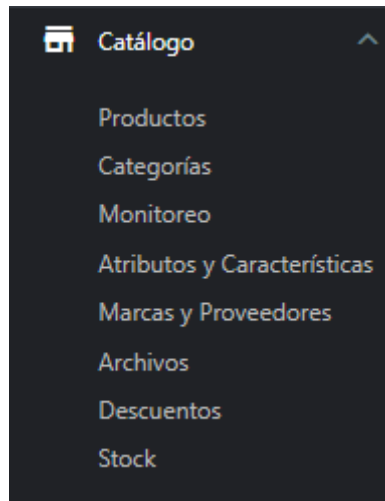 Catálogo
Productos
Categorías
Monitoreo
Atributos y Características
Marcas y Proveedores
Archivos
Descuentos
Stock